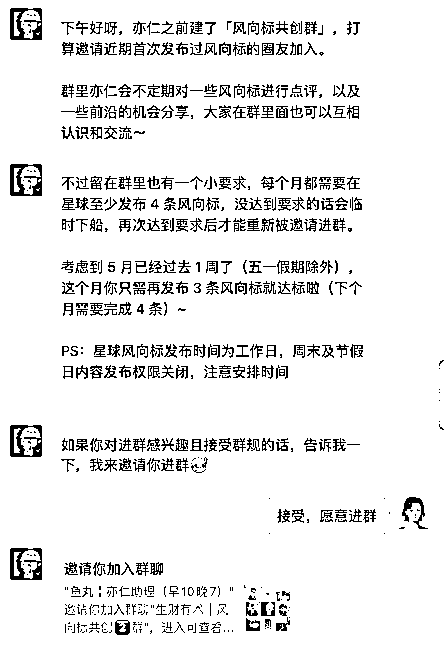 下午好呀，亦仁之前建了「风向标共创群」，打
算邀请近期首次发布过风向标的圈友加入。
群里亦仁会不定期对一些风向标进行点评，以及
一些前沿的机会分享，大家在群里面也可以互相
认识和交流～
不过留在群里也有一个小要求，每个月都需要在
星球至少发布 4 条风向标，没达到要求的话会临
时下船，再次达到要求后才能重新被邀请进群。
考虑到 5 月已经过去 1 周了（五一假期除外），
这个月你只需再发布 3 条风向标就达标啦（下个
月需要完成 4 条）~
PS：星球风向标发布时间为工作日，周末及节假
日内容发布权限关闭，注意安排时间
如果你对进群感兴趣且接受群规的话，告诉我一
下，我来邀请你进群
接受，愿意进群
邀请你加入群聊
"鱼丸 | 亦仁助理（早10晚7）"
邀请你加入群聊"生财有术 | 风
向标共创2群"，进入可查看...